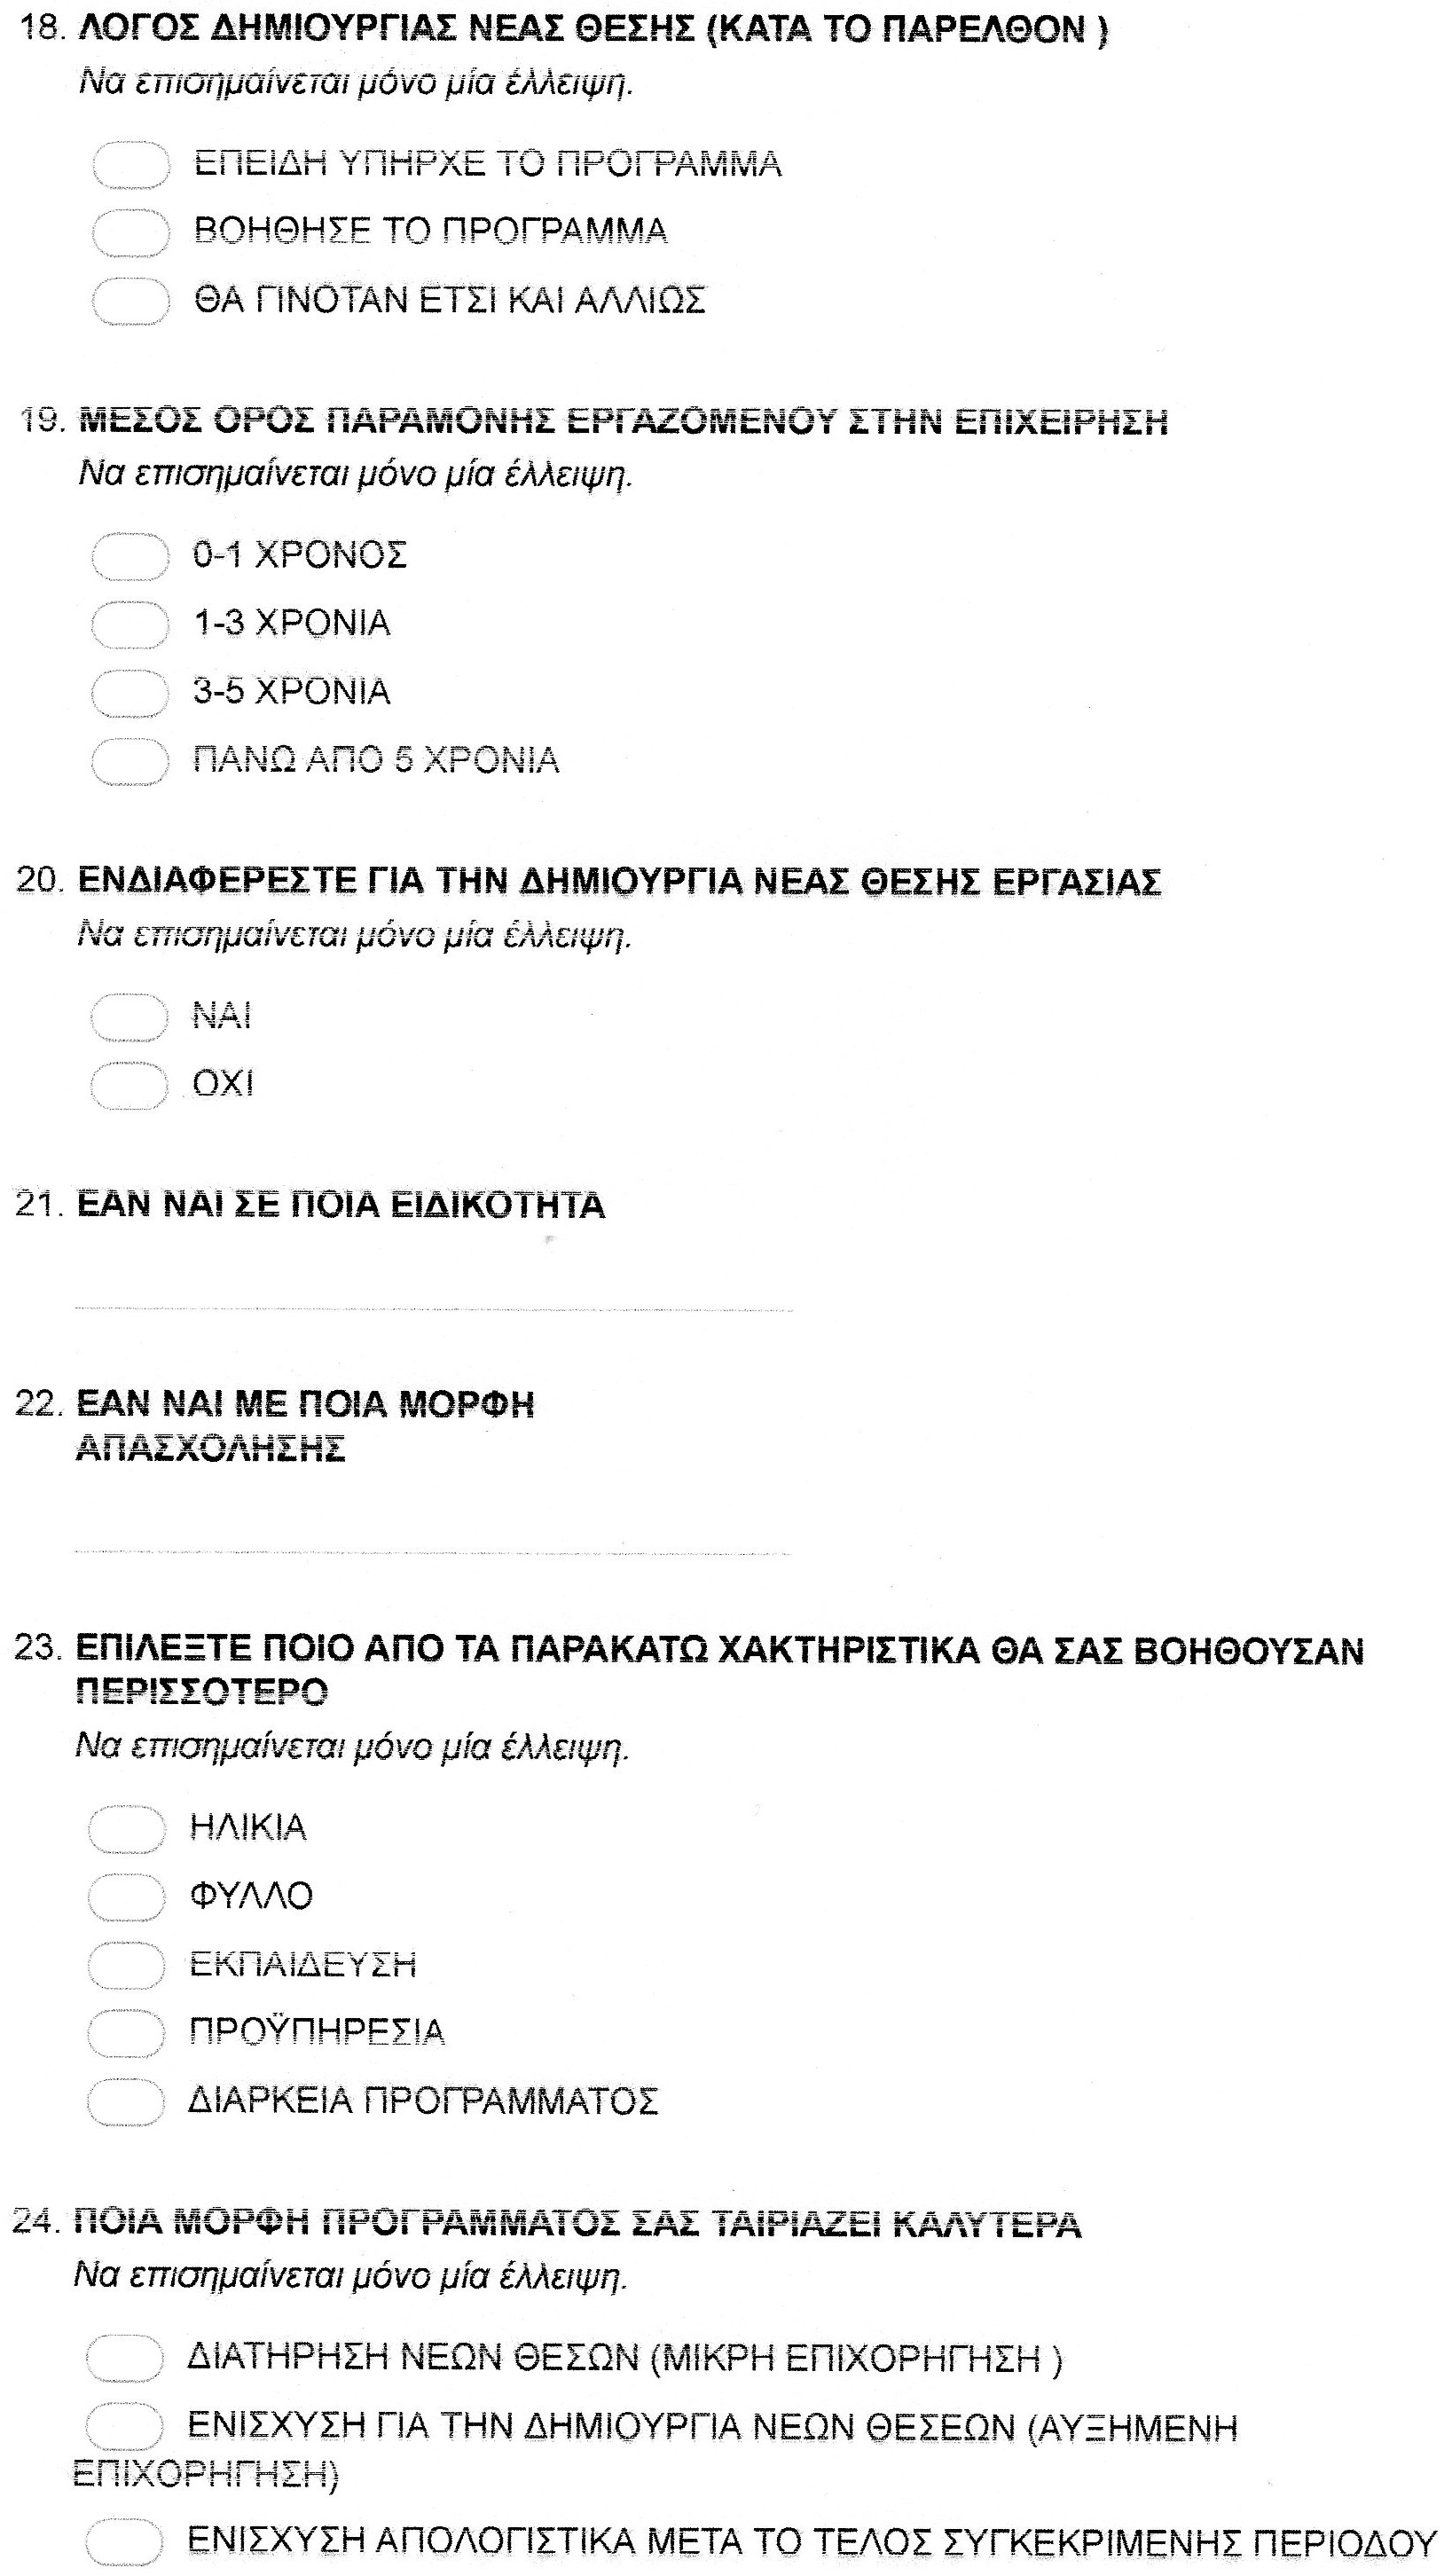 18. ΛΟΓΟΣ ΔΗΜΙΟΥΡΓΙΑΣ ΝΕΑΣ ΘΕΣΗΣ (ΚΑΤΑ ΤΟ ΠΑΡΕΛΘΟΝ )
Να επισημαίνεται μόνο μία έλλειψη.
ΕΠΕΙΔΗ ΥΠΗΡΧΕ ΤΟ ΠΡΟΓΡΑΜΜΑ
ΒΟΗΘΗΣΕ ΤΟ ΠΡΟΓΡΑΜΜΑ
ΘΑ ΓΙΝΟΤΑΝ ΕΤΣΙ ΚΑΙ ΑΛΛΙΩΣ
19. ΜΕΣΟΣ ΟΡΟΣ ΠΑΡΑΜΟΝΗΣ ΕΡΓΑΖΟΜΕΝΟΥ ΣΤΗΝ ΕΠΙΧΕΙΡΗΣΗ
Να επισημαίνεται μόνο μία έλλειψη.
0-1 ΧΡΟΝΟΣ
1-3 ΧΡΟΝΙΑ
3-5 ΧΡΟΝΙΑ
ΠΑΝΩ ΑΠΟ 5 ΧΡΟΝΙΑ
20. ΕΝΔΙΑΦΕΡΕΣΤΕ ΓΙΑ ΤΗΝ ΔΗΜΙΟΥΡΓΙΑ ΝΕΑΣ ΘΕΣΗΣ ΕΡΓΑΣΙΑΣ
Να επισημαίνεται μόνο μία έλλειψη.
ΝΑΙ
ΟΧΙ
21. ΕΑΝ ΝΑΙ ΣΕ ΠΟΙΑ ΕΙΔΙΚΟΤΗΤΑ
22. ΕΑΝ ΝΑΙ ΜΕ ΠΟΙΑ ΜΟΡΦΗ
ΑΠΑΣΧΟΛΗΣΗΣ
23. ΕΠΙΛΕΞΤΕ ΠΟΙΟ ΑΠΟ ΤΑ ΠΑΡΑΚΑΤΩ ΧΑΚΤΗΡΙΣΤΙΚΑ ΘΑ ΣΑΣ ΒΟΗΘΟΥΣΑΝ
ΠΕΡΙΣΣΟΤΕΡΟ
Να επισημαίνεται μόνο μία έλλειψη.
ΗΛΙΚΙΑ
ΦΥΛΛΟ
ΕΚΠΑΙΔΕΥΣΗ
ΠΡΟΫΠΗΡΕΣΙΑ
ΔΙΑΡΚΕΙΑ ΠΡΟΓΡΑΜΜΑΤΟΣ
24. ΠΟΙΑ ΜΟΡΦΗ ΠΡΟΓΡΑΜΜΑΤΟΣ ΣΑΣ ΤΑΙΡΙΑΖΕΙ ΚΑΛΥΤΕΡΑ
Να επισημαίνεται μόνο μία έλλειψη.
ΔΙΑΤΗΡΗΣΗ ΝΕΩΝ ΘΕΣΩΝ (ΜΙΚΡΗ ΕΠΙΧΟΡΗΓΗΣΗ )
ΕΝΙΣΧΥΣΗ ΓΙΑ ΤΗΝ ΔΗΜΙΟΥΡΓΙΑ ΝΕΩΝ ΘΕΣΕΩΝ (ΑΥΞΗΜΕΝΗ
ΕΠΙΧΟΡΗΓΗΣΗ)
ΕΝΙΣΧΥΣΗ ΑΠΟΛΟΓΙΣΤΙΚΑ ΜΕΤΑ ΤΟ ΤΕΛΟΣ ΣΥΓΚΕΚΡΙΜΕΝΗΣ ΠΕΡΙΟΔΟΥ